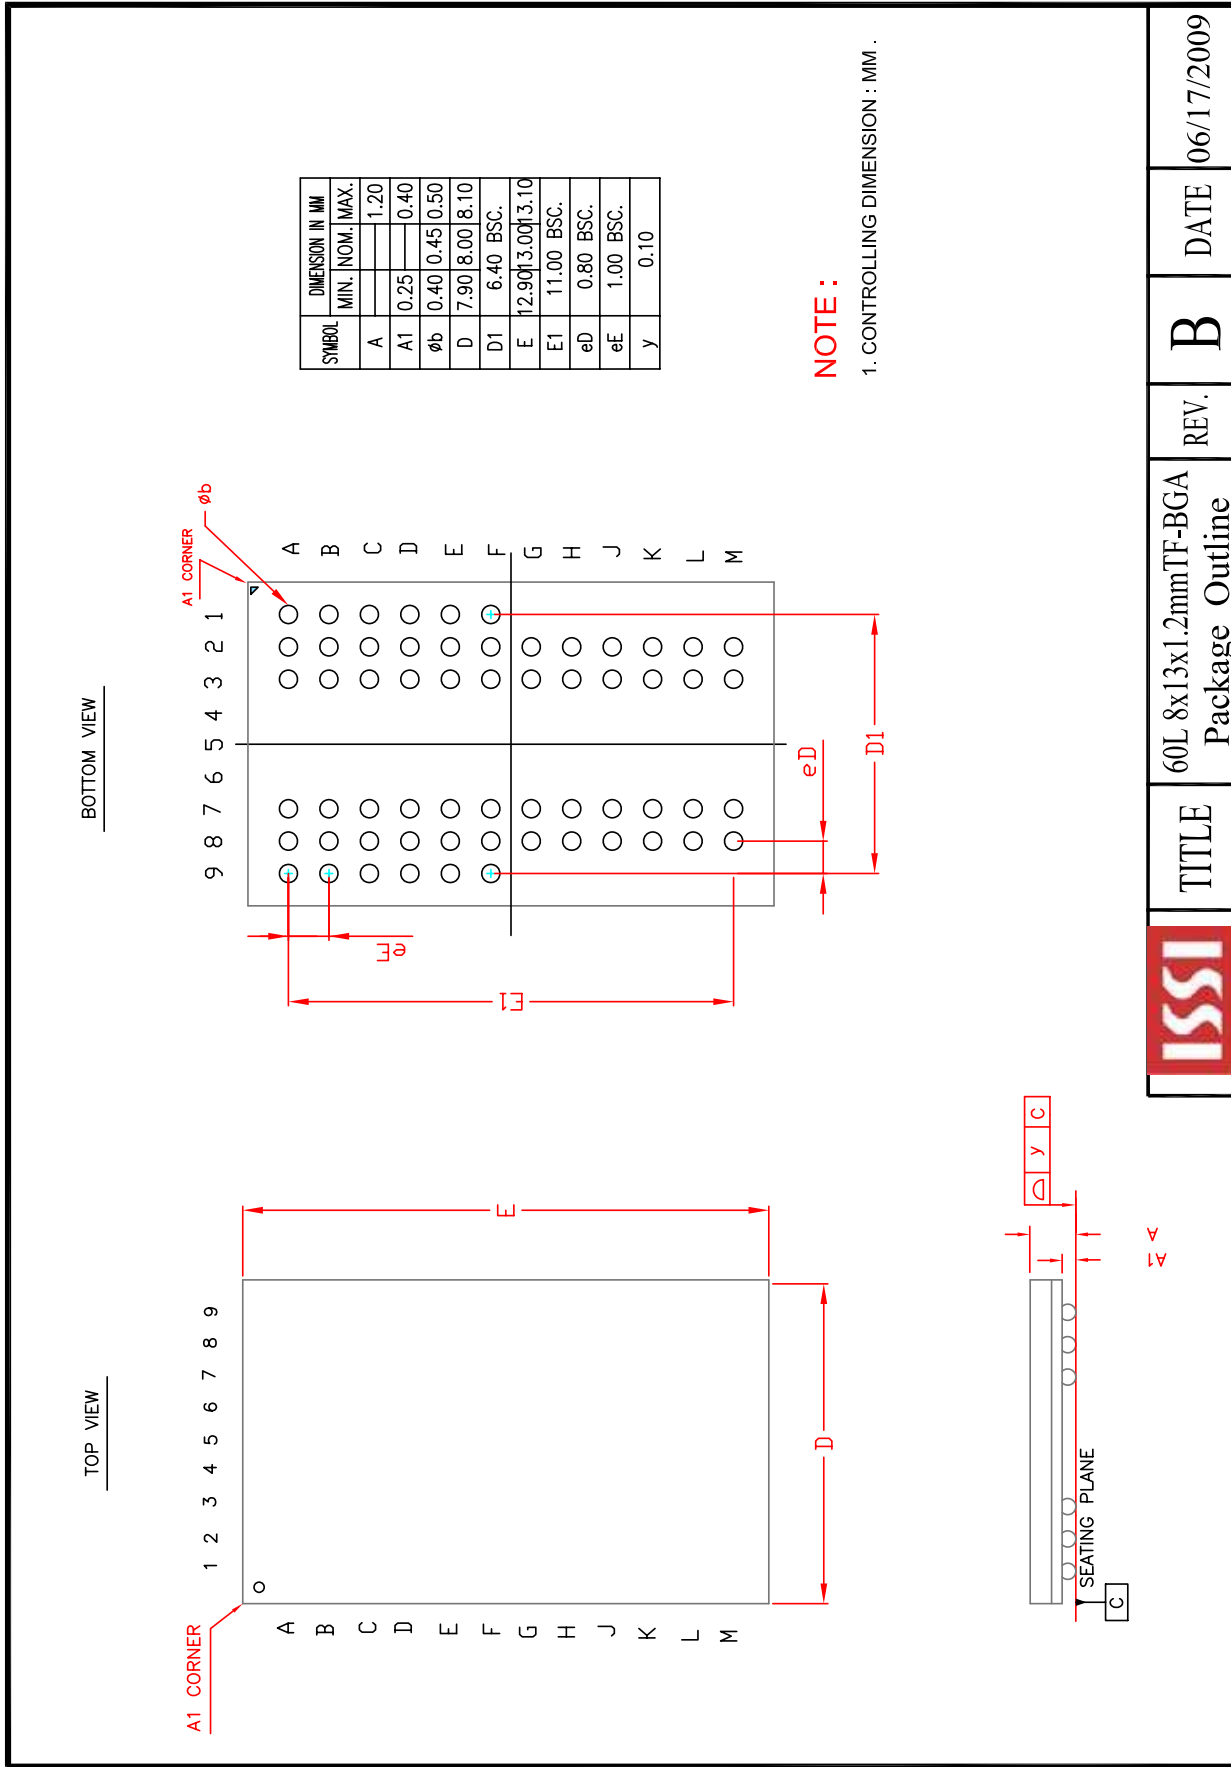 TOP VIEW
A1 CORNER
1 2 3 4 5 6 7 8 9
A
B
C
D
E
F
G
H
J
K
L
M
E
D
BOTTOM VIEW
9 8 7 6 5 4 3 2 1
A1 CORNER
øb
A
B
C
D
E
F
G
H
J
K
L
M
eE
E1
eD
D1
SYMBOL DIMENSION IN MM
MIN. NOM. MAX.
A 1.20
A1 0.25 0.40
øb 0.40 0.45 0.50
D 7.90 8.00 8.10
D1 6.40 BSC.
E 12.90 13.00 13.10
E1 11.00 BSC.
eD 0.80 BSC.
eE 1.00 BSC.
y 0.10
NOTE :
1. CONTROLLING DIMENSION : MM .
y C
A
A1
SEATING PLANE
C
ISSI
TITLE
60L 8x13x1.2mmTF-BGA
Package Outline
REV.
B
DATE
06/17/2009